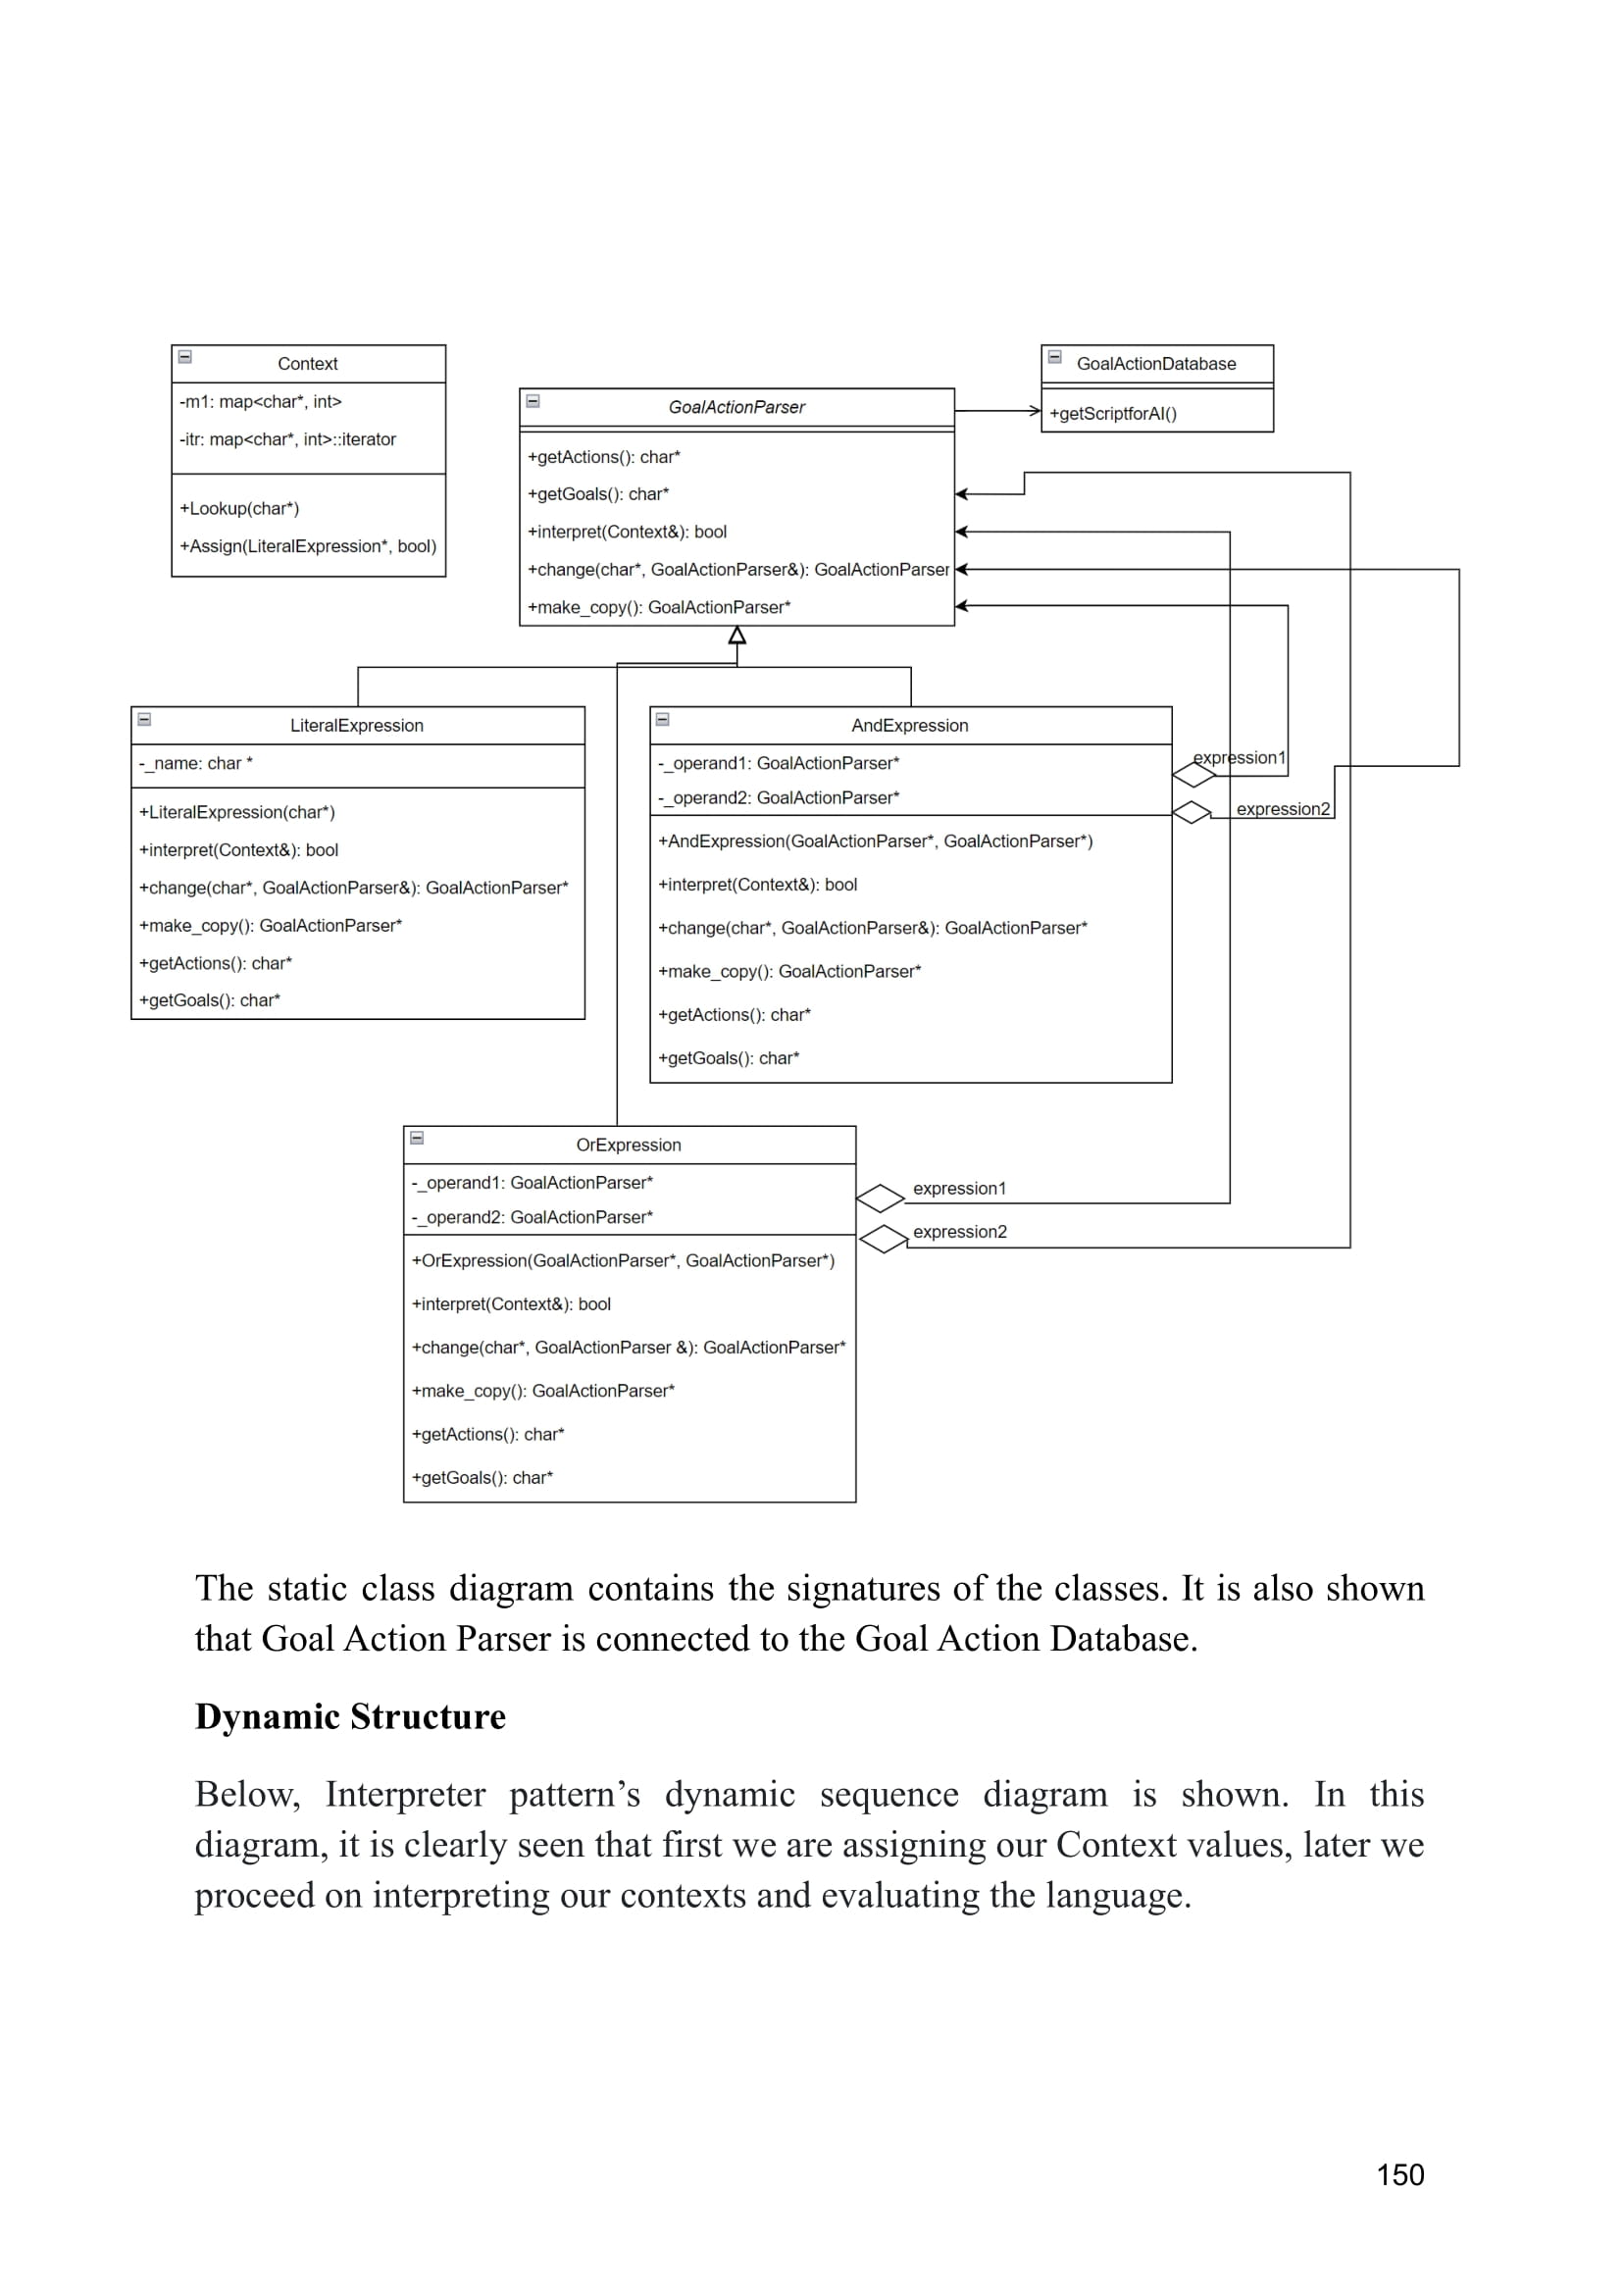 Context
-m1: map<char*, int>
-itr: map<char*, int>::iterator
+Lookup(char*)
+Assign(LiteralExpression*, bool)
GoalActionParser
+getActions(): char*
+getGoals(): char*
+interpret(Context&): bool
+change(char*, GoalActionParser&): GoalActionParser
+make_copy(): GoalActionParser*
GoalActionDatabase
+getScriptforAI()
LiteralExpression
-_name: char *
+LiteralExpression(char*)
+interpret(Context&): bool
+change(char*, GoalActionParser&): GoalActionParser*
+make_copy(): GoalActionParser*
+getActions(): char*
+getGoals(): char*
AndExpression
-_operand1: GoalActionParser*
-_operand2: GoalActionParser*
+AndExpression(GoalActionParser*, GoalActionParser*)
+interpret(Context&): bool
+change(char*, GoalActionParser&): GoalActionParser*
+make_copy(): GoalActionParser*
+getActions(): char*
+getGoals(): char*
expression1
expression2
OrExpression
-_operand1: GoalActionParser*
-_operand2: GoalActionParser*
+OrExpression(GoalActionParser*, GoalActionParser*)
+interpret(Context&): bool
+change(char*, GoalActionParser &): GoalActionParser*
+make_copy(): GoalActionParser*
+getActions(): char*
+getGoals(): char*
expression1
expression2
The static class diagram contains the signatures of the classes. It is also shown
that Goal Action Parser is connected to the Goal Action Database.
Dynamic Structure
Below, Interpreter pattern’s dynamic sequence diagram is shown. In this
diagram, it is clearly seen that first we are assigning our Context values, later we
proceed on interpreting our contexts and evaluating the language.
150